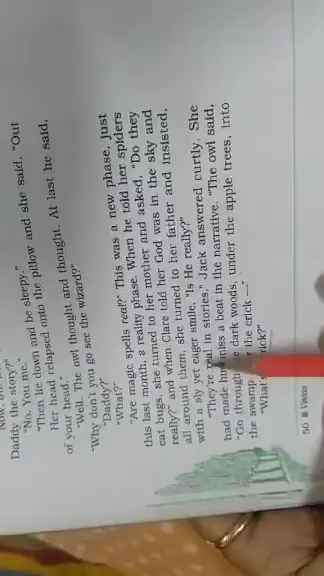 Now,
Daddy the story?"
"No. You me."
"Then lie down and be sleepy."
Her head relapsed onto the pillow and she said, "Out
of your head."
"Well. The owl thought and thought. At last he said,
"Why don't you go see the wizard?"
"Daddy?"
"What?"
"Are magic spells real?" This was a new phase, just
this last month, a reality phase. When he told her spiders
eat bugs, she turned to her mother and asked, "Do they
really?" and when Clare told her God was in the sky and
all around them, she turned to her father and insisted,
with a sly yet eager smile, "Is He really?"
"They're real in stories," Jack answered curtly. She
had made him miss a beat in the narrative. "The owl said,
"Go through dark woods, under the apple trees, into
the swamp, the crick —"
"What's rick?"
50 ■ Vistas